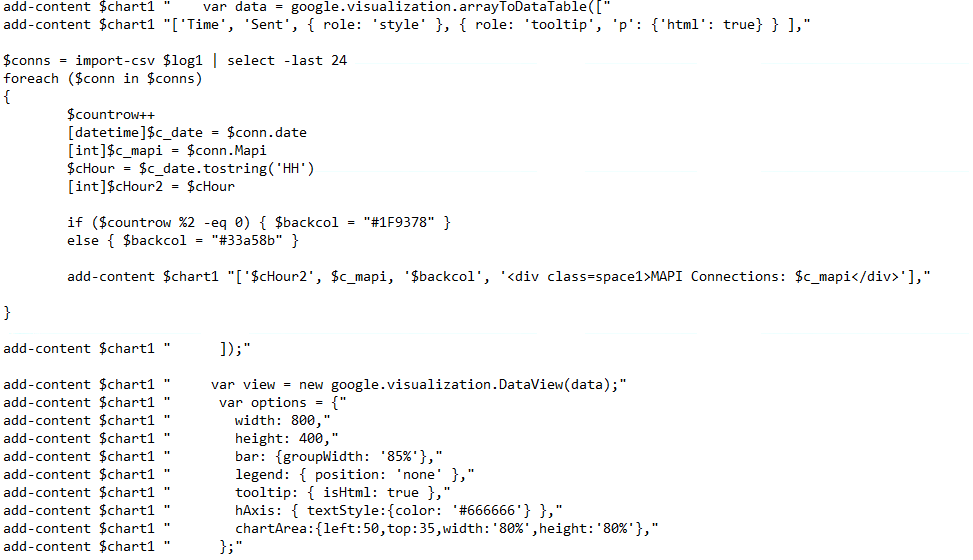 add-content $chart1 "    var data = google.visualization.arrayToDataTable(["
add-content $chart1 "['Time', 'Sent', { role: 'style' }, { role: 'tooltip', 'p': {'html': true} } ],"
$conns = import-csv $log1 | select -last 24
foreach ($conn in $conns)
{
        $countrow++
        [datetime]$c_date = $conn.date
        [int]$c_mapi = $conn.Mapi
        $cHour = $c_date.tostring('HH')
        [int]$cHour2 = $cHour
        if ($countrow %2 -eq 0) { $backcol = "#1F9378" }
        else { $backcol = "#33a58b" }
        add-content $chart1 "['$cHour2', $c_mapi, '$backcol', '<div class=space1>MAPI Connections: $c_mapi</div>'],"
}
add-content $chart1 "      ]);"
add-content $chart1 "     var view = new google.visualization.DataView(data);"
add-content $chart1 "      var options = {"
add-content $chart1 "        width: 800,"
add-content $chart1 "        height: 400,"
add-content $chart1 "        bar: {groupWidth: '85%'},"
add-content $chart1 "        legend: { position: 'none' },"
add-content $chart1 "        tooltip: { isHtml: true },"
add-content $chart1 "        hAxis: { textStyle:{color: '#666666'} },"
add-content $chart1 "        chartArea:{left:50,top:35,width:'80%',height:'80%'},"
add-content $chart1 "      };"